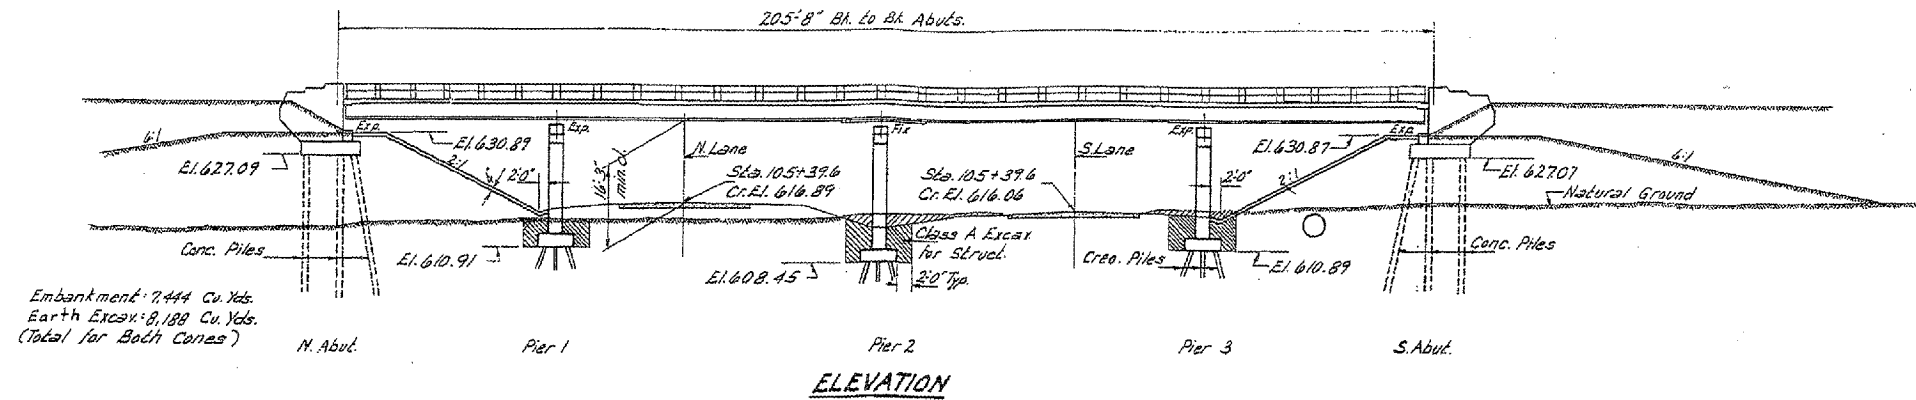 205'-8" Bk. to Bk. Abuts.
6:1
Exp.
El. 630.89
El. 627.09
2:1
2'-0"
Exp.
16'-3"
min. cl.
N. Lane
Sta. 105+39.6
Cr. El. 616.89
Fix
Sta. 105+39.6
Cr. El. 616.06
S. Lane
Exp.
2'-0"
El. 630.87
Exp.
2:1
El. 627.07
6:1
Natural Ground
Conc. Piles
El. 610.91
Class A Excav.
for Struct.
El. 608.45
2'-0" Typ.
Creo. Piles
El. 610.89
Conc. Piles
Embankment: 7,444 Cu. Yds.
Earth Excav.: 8,188 Cu. Yds.
(Total for Both Cones)
N. Abut.
Pier 1
Pier 2
Pier 3
S. Abut.
ELEVATION